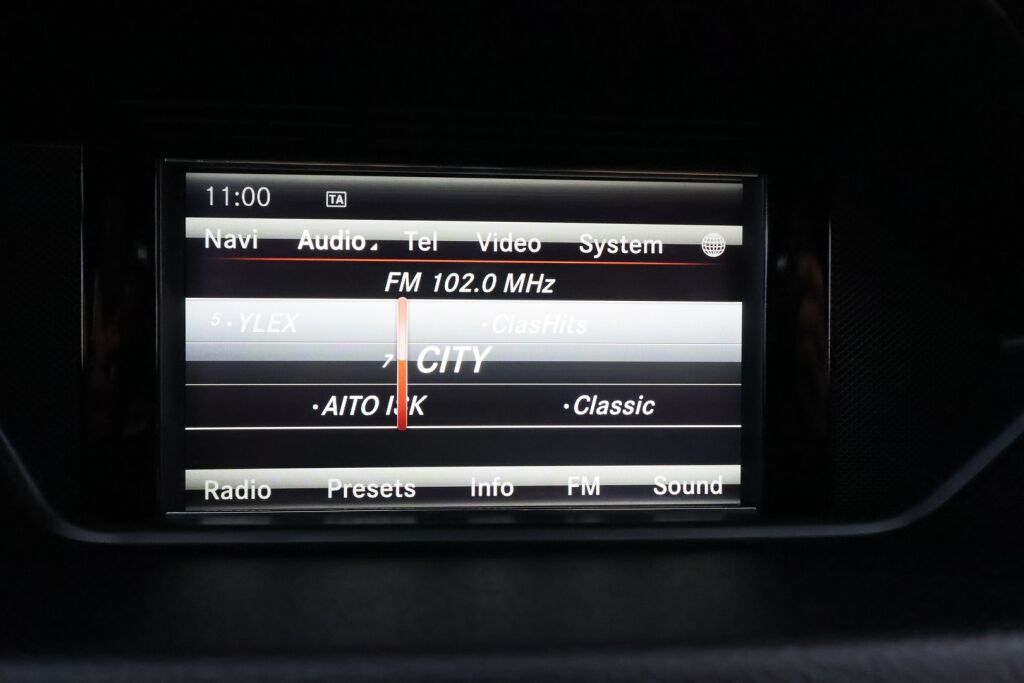 11:00 TA
Navi Audio Tel Video System
FM 102.0 MHz
5 · YLEX · ClasHits
7 CITY
· AITO ISK · Classic
Radio Presets Info FM Sound